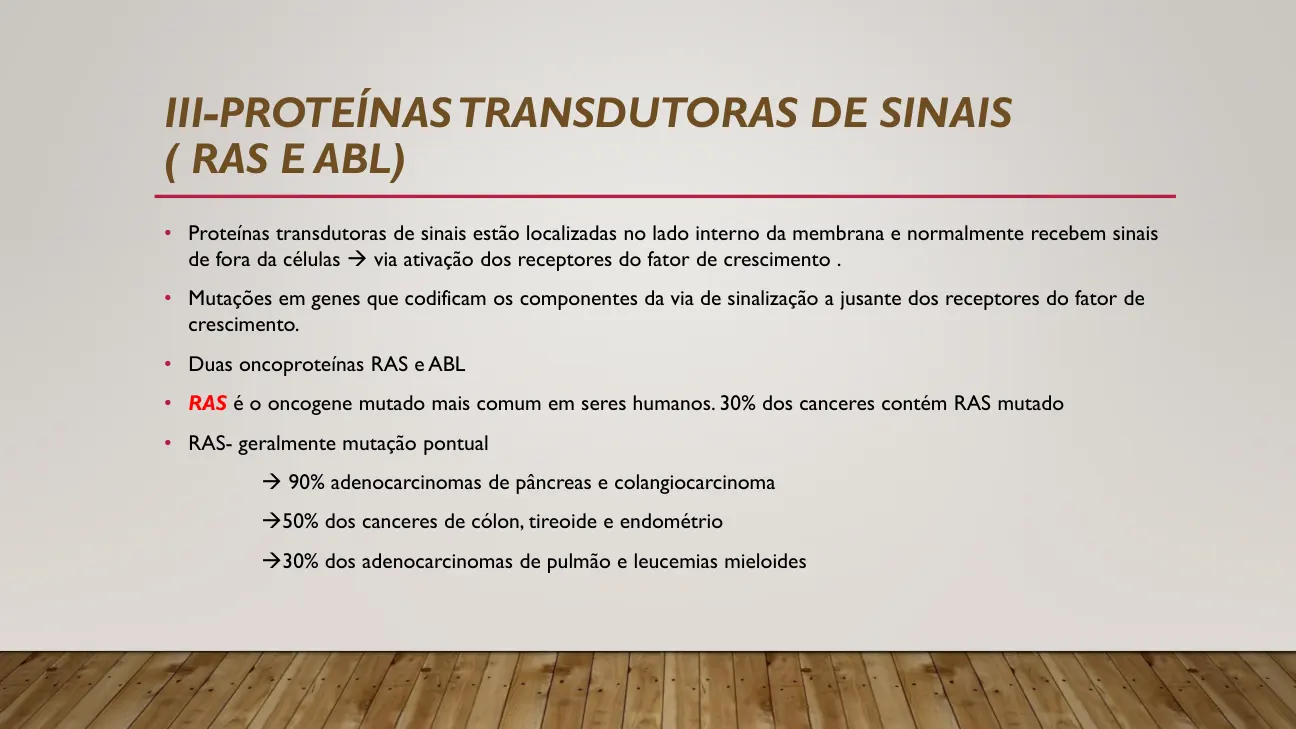 III-PROTEÍNAS TRANSDUTORAS DE SINAIS
( RAS E ABL)
• Proteínas transdutoras de sinais estão localizadas no lado interno da membrana e normalmente recebem sinais
de fora da células → via ativação dos receptores do fator de crescimento .
• Mutações em genes que codificam os componentes da via de sinalização a jusante dos receptores do fator de
crescimento.
• Duas oncoproteínas RAS e ABL
• RAS é o oncogene mutado mais comum em seres humanos. 30% dos canceres contém RAS mutado
• RAS- geralmente mutação pontual
→ 90% adenocarcinomas de pâncreas e colangiocarcinoma
→50% dos canceres de cólon, tireoide e endométrio
→30% dos adenocarcinomas de pulmão e leucemias mieloides